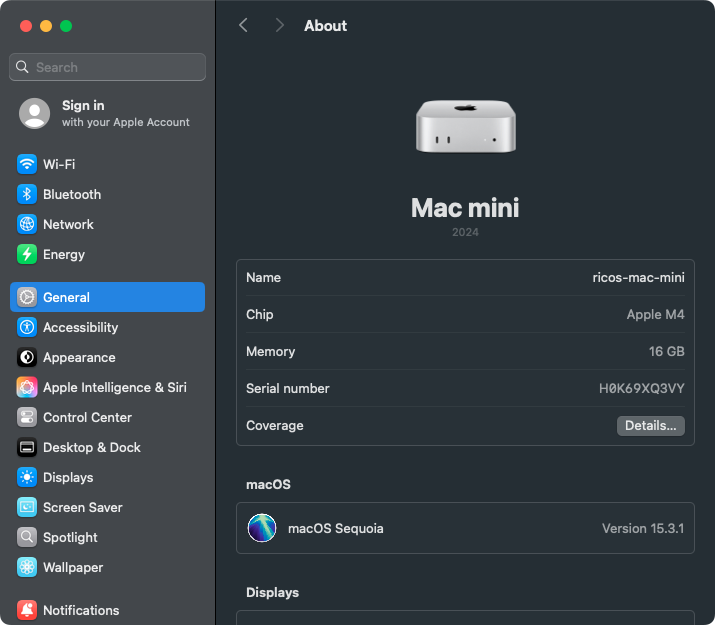 Search
Sign in
with your Apple Account
Wi-Fi
Bluetooth
Network
Energy
General
Accessibility
Appearance
Apple Intelligence & Siri
Control Center
Desktop & Dock
Displays
Screen Saver
Spotlight
Wallpaper
Notifications
About
Mac mini
2024
Name ricos-mac-mini
Chip Apple M4
Memory 16 GB
Serial number H0K69XQ3VY
Coverage Details...
macOS
macOS Sequoia Version 15.3.1
Displays